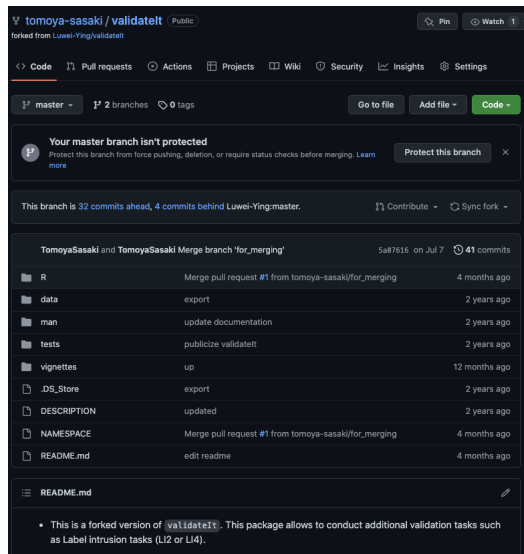 tomoya-sasaki / validateIt Public Pin Watch 1
forked from Luwei-Ying/validateIt
Code Pull requests Actions Projects Wiki Security Insights Settings
master 2 branches 0 tags Go to file Add file Code
Your master branch isn't protected
Protect this branch from force pushing, deletion, or require status checks before merging. Learn
more
Protect this branch
This branch is 32 commits ahead, 4 commits behind Luwei-Ying:master. Contribute Sync fork
TomoyaSasaki and TomoyaSasaki Merge branch 'for_merging' 5a07616 on Jul 7 41 commits
R Merge pull request #1 from tomoya-sasaki/for_merging 4 months ago
data export 2 years ago
man update documentation 2 years ago
tests publicize validateIt 2 years ago
vignettes up 12 months ago
.DS_Store export 2 years ago
DESCRIPTION updated 2 years ago
NAMESPACE Merge pull request #1 from tomoya-sasaki/for_merging 4 months ago
README.md edit readme 4 months ago
README.md
• This is a forked version of validateIt. This package allows to conduct additional validation tasks such
as Label intrusion tasks (LI2 or LI4).